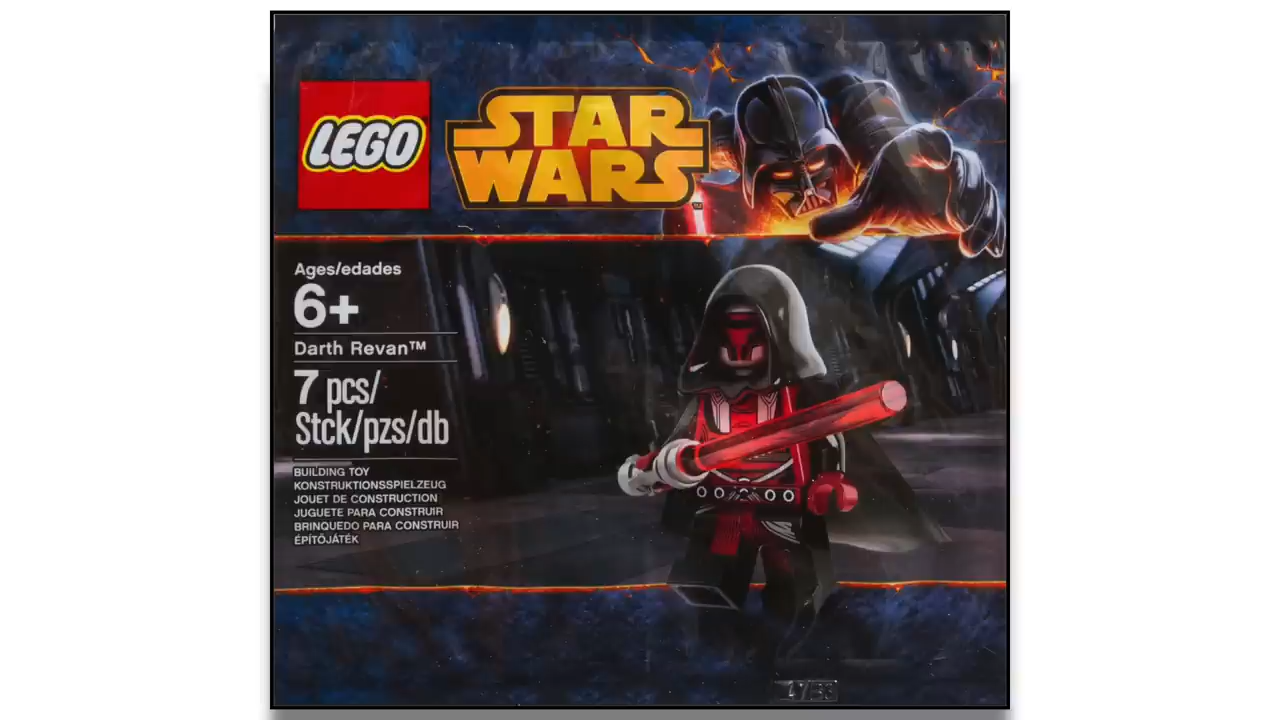 LEGO
STAR
WARS
TM
Ages/edades
6+
Darth Revan™
7 pcs/
Stck/pzs/db
BUILDING TOY
KONSTRUKTIONSSPIELZEUG
JOUET DE CONSTRUCTION
JUGUETE PARA CONSTRUIR
BRINQUEDO PARA CONSTRUIR
ÉPÍTŐJÁTÉK